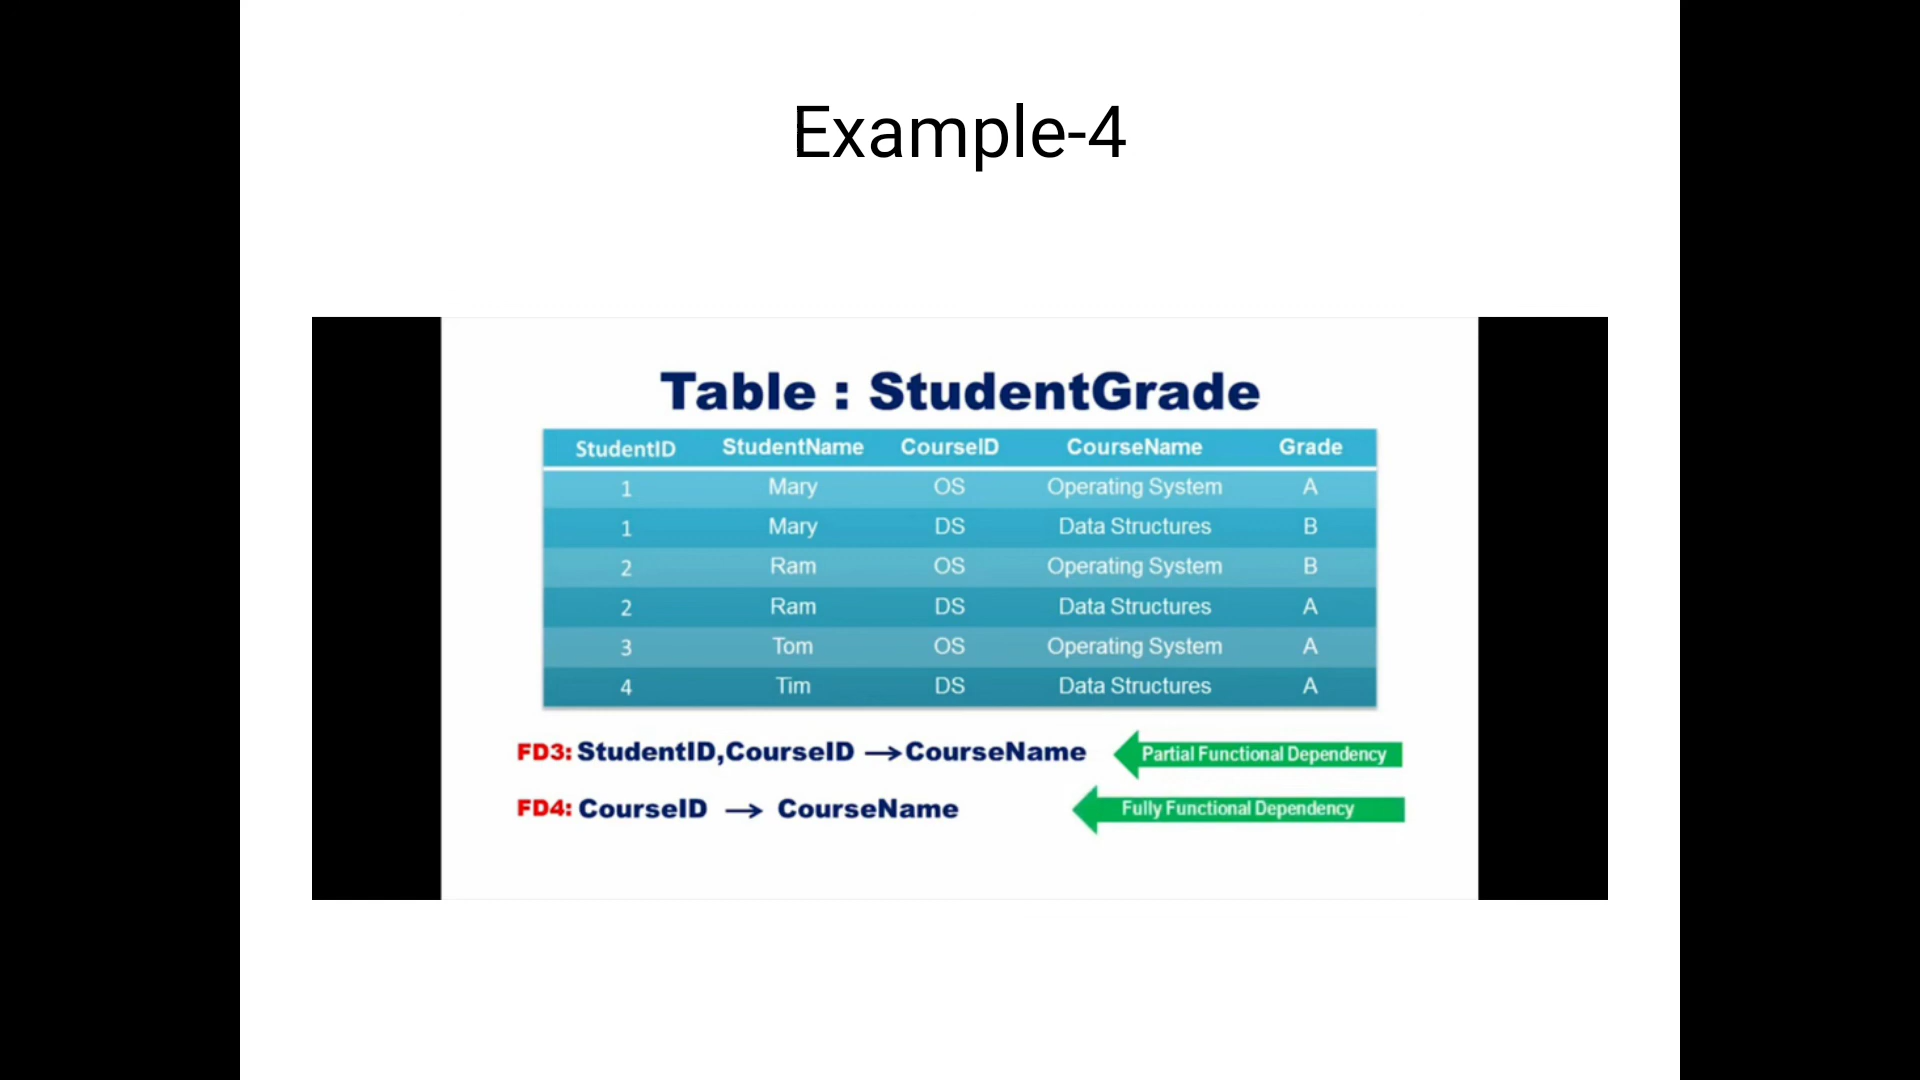 Example-4
Table : StudentGrade
StudentID StudentName CourseID CourseName Grade
1 Mary OS Operating System A
1 Mary DS Data Structures B
2 Ram OS Operating System B
2 Ram DS Data Structures A
3 Tom OS Operating System A
4 Tim DS Data Structures A
FD3: StudentID,CourseID → CourseName Partial Functional Dependency
FD4: CourseID → CourseName Fully Functional Dependency